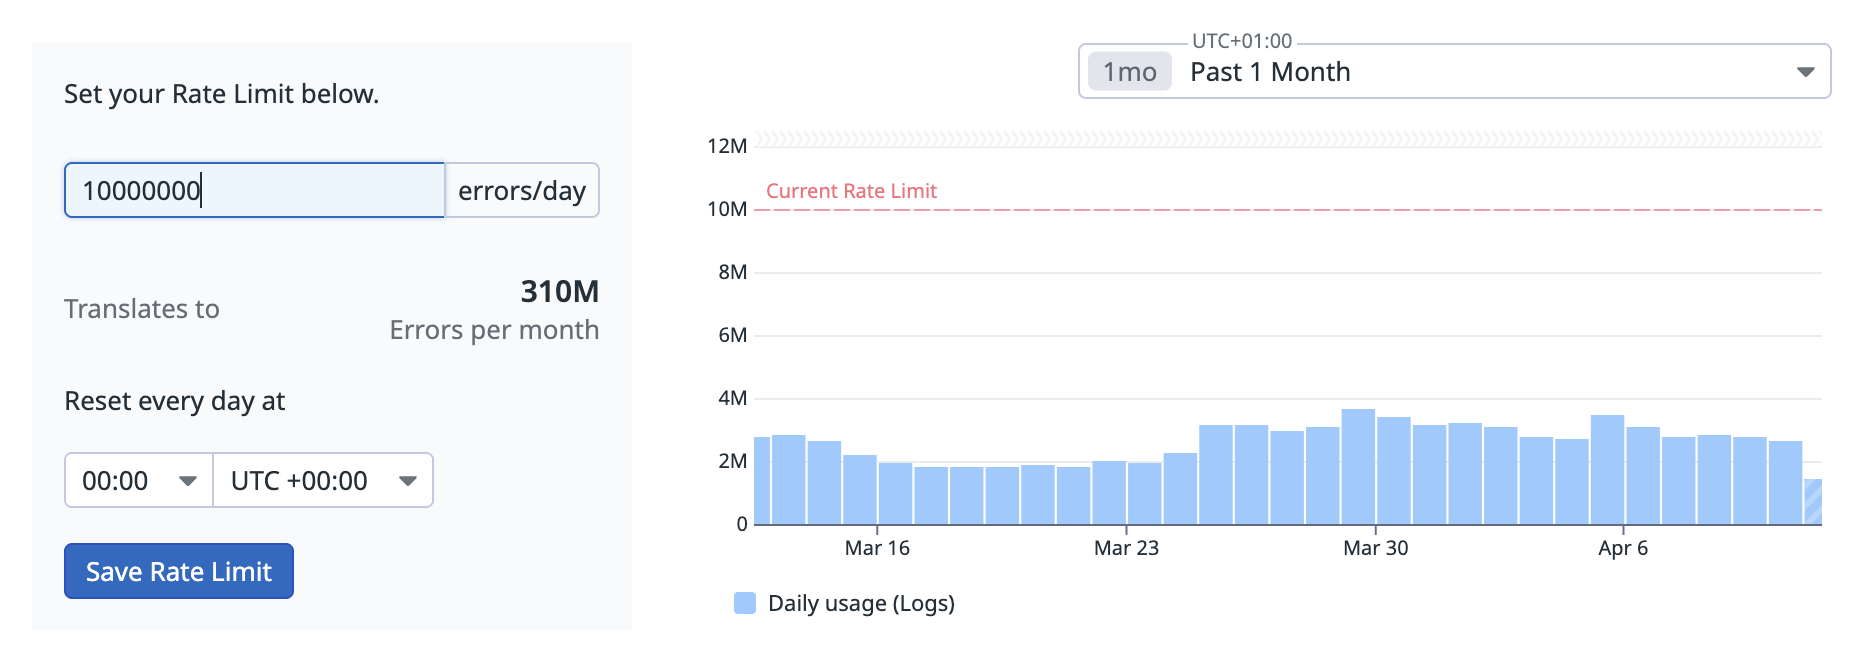 Set your Rate Limit below.
10000000 errors/day
Translates to
310M
Errors per month
Reset every day at
00:00 UTC +00:00
Save Rate Limit
UTC+01:00
1mo Past 1 Month
12M
Current Rate Limit
10M
8M
6M
4M
2M
0
Mar 16 Mar 23 Mar 30 Apr 6
Daily usage (Logs)